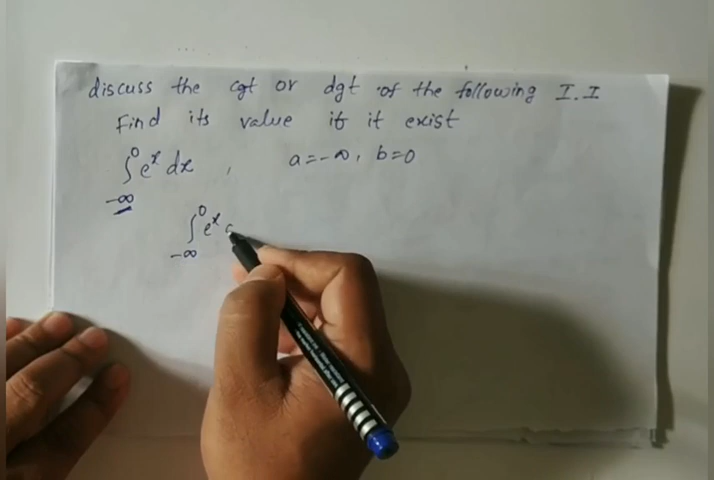 discuss the cgt or dgt of the following I.I
Find its value if it exist
∫₋∞⁰ eˣ dx , a=-∞, b=0
∫₋∞⁰ eˣ